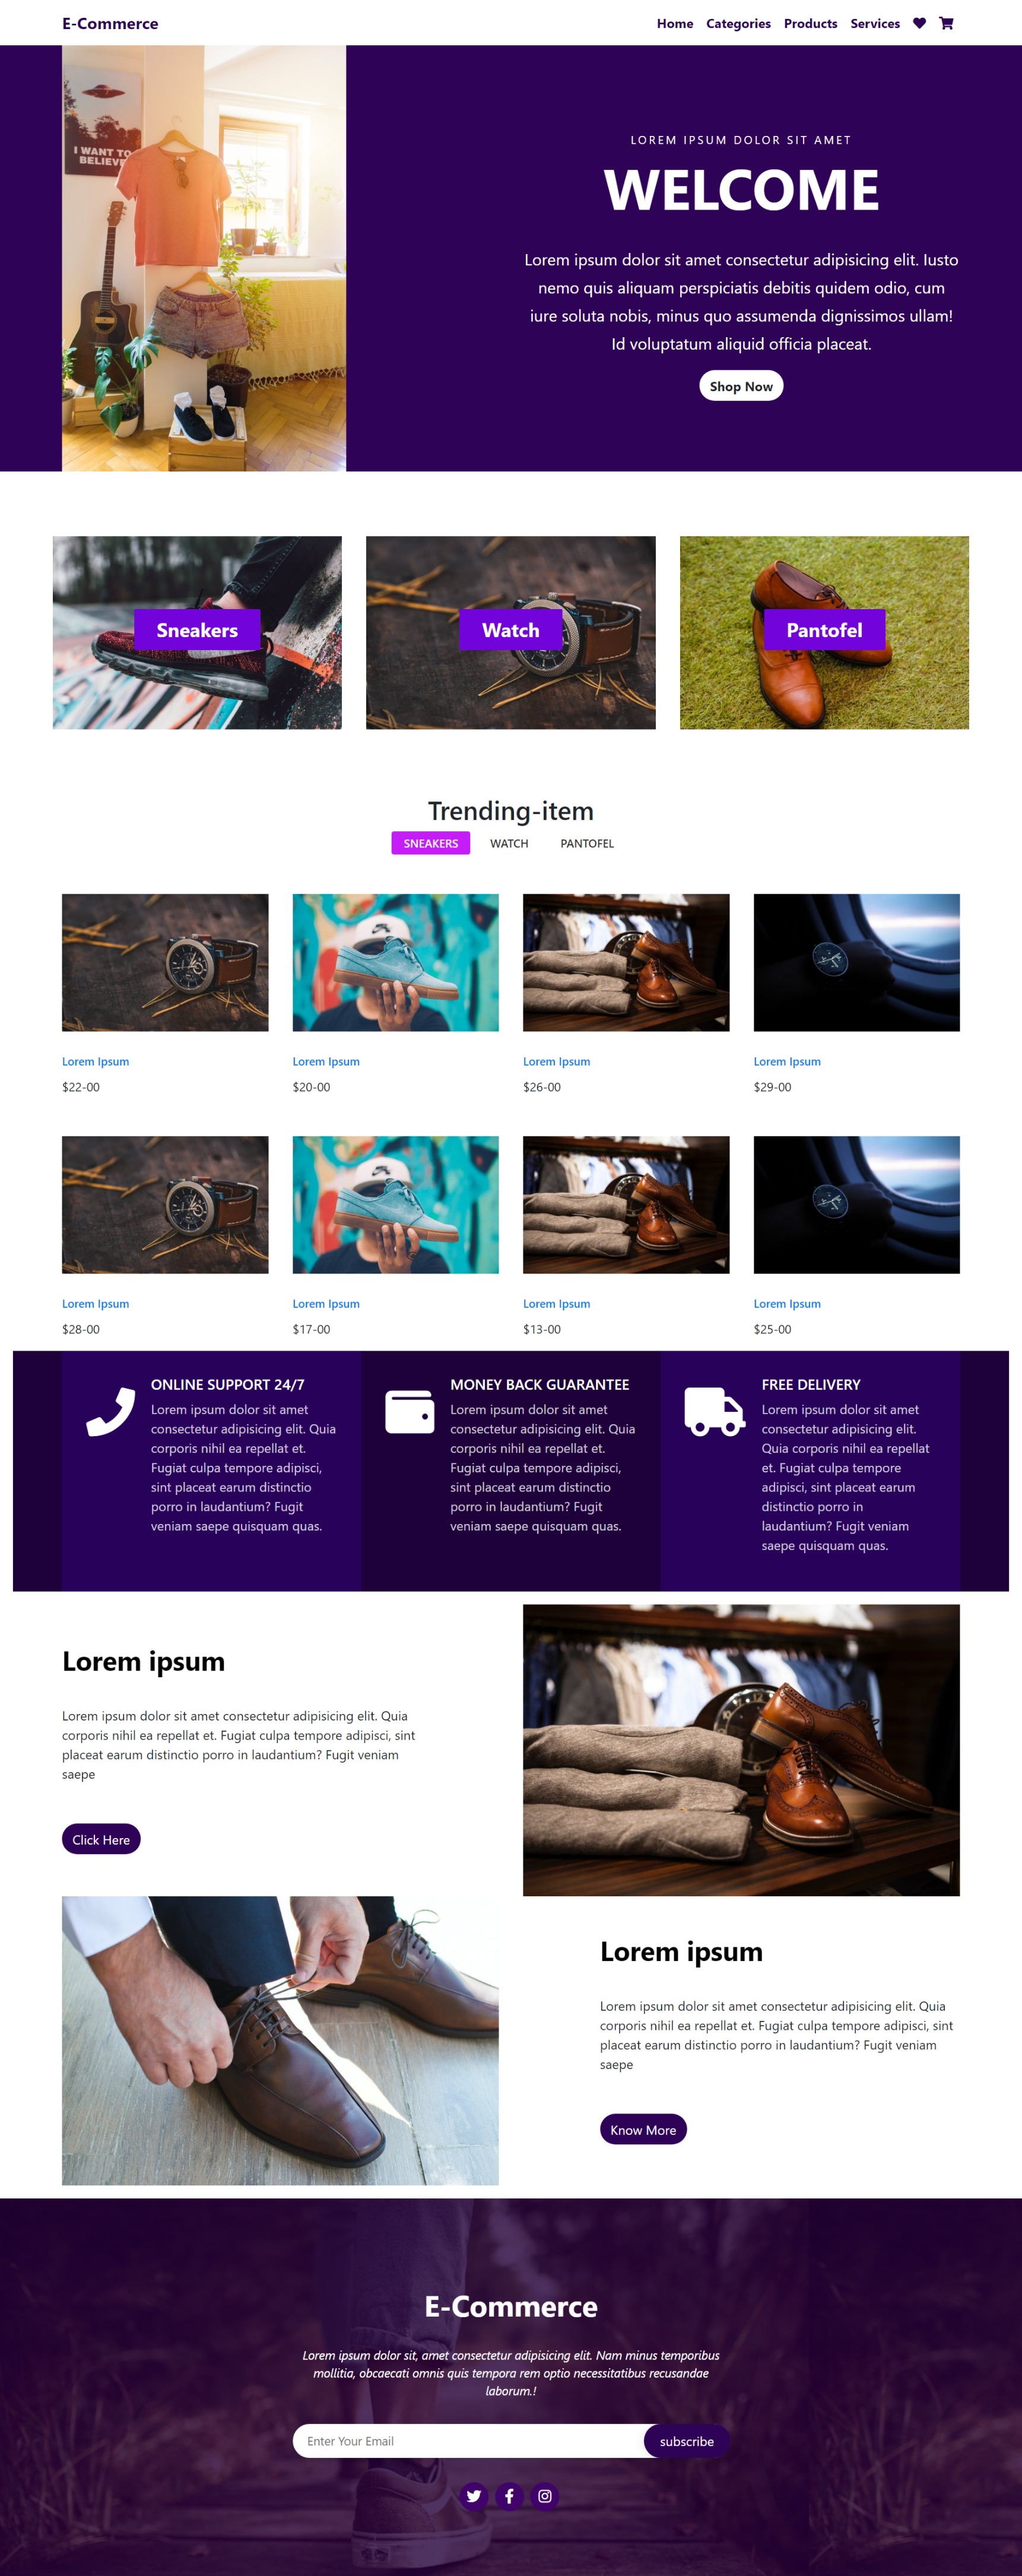 E-Commerce
Home Categories Products Services
I WANT TO
BELIEVE
LOREM IPSUM DOLOR SIT AMET
WELCOME
Lorem ipsum dolor sit amet consectetur adipisicing elit. Iusto
nemo quis aliquam perspiciatis debitis quidem odio, cum
iure soluta nobis, minus quo assumenda dignissimos ullam!
Id voluptatum aliquid officia placeat.
Shop Now
Sneakers
Watch
Pantofel
Trending-item
SNEAKERS WATCH PANTOFEL
Lorem Ipsum
$22-00
Lorem Ipsum
$20-00
Lorem Ipsum
$26-00
Lorem Ipsum
$29-00
Lorem Ipsum
$28-00
Lorem Ipsum
$17-00
Lorem Ipsum
$13-00
Lorem Ipsum
$25-00
ONLINE SUPPORT 24/7
Lorem ipsum dolor sit amet
consectetur adipisicing elit. Quia
corporis nihil ea repellat et.
Fugiat culpa tempore adipisci,
sint placeat earum distinctio
porro in laudantium? Fugit
veniam saepe quisquam quas.
MONEY BACK GUARANTEE
Lorem ipsum dolor sit amet
consectetur adipisicing elit. Quia
corporis nihil ea repellat et.
Fugiat culpa tempore adipisci,
sint placeat earum distinctio
porro in laudantium? Fugit
veniam saepe quisquam quas.
FREE DELIVERY
Lorem ipsum dolor sit amet
consectetur adipisicing elit.
Quia corporis nihil ea repellat
et. Fugiat culpa tempore
adipisci, sint placeat earum
distinctio porro in
laudantium? Fugit veniam
saepe quisquam quas.
Lorem ipsum
Lorem ipsum dolor sit amet consectetur adipisicing elit. Quia
corporis nihil ea repellat et. Fugiat culpa tempore adipisci, sint
placeat earum distinctio porro in laudantium? Fugit veniam
saepe
Click Here
Lorem ipsum
Lorem ipsum dolor sit amet consectetur adipisicing elit. Quia
corporis nihil ea repellat et. Fugiat culpa tempore adipisci, sint
placeat earum distinctio porro in laudantium? Fugit veniam
saepe
Know More
E-Commerce
Lorem ipsum dolor sit, amet consectetur adipisicing elit. Nam minus temporibus
mollitia, obcaecati omnis quis tempora rem optio necessitatibus recusandae
laborum.!
Enter Your Email
subscribe